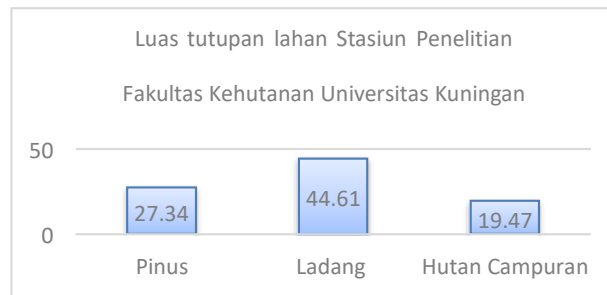 Luas tutupan lahan Stasiun Penelitian
Fakultas Kehutanan Universitas Kuningan
50
0
27.34
44.61
19.47
Pinus
Ladang
Hutan Campuran